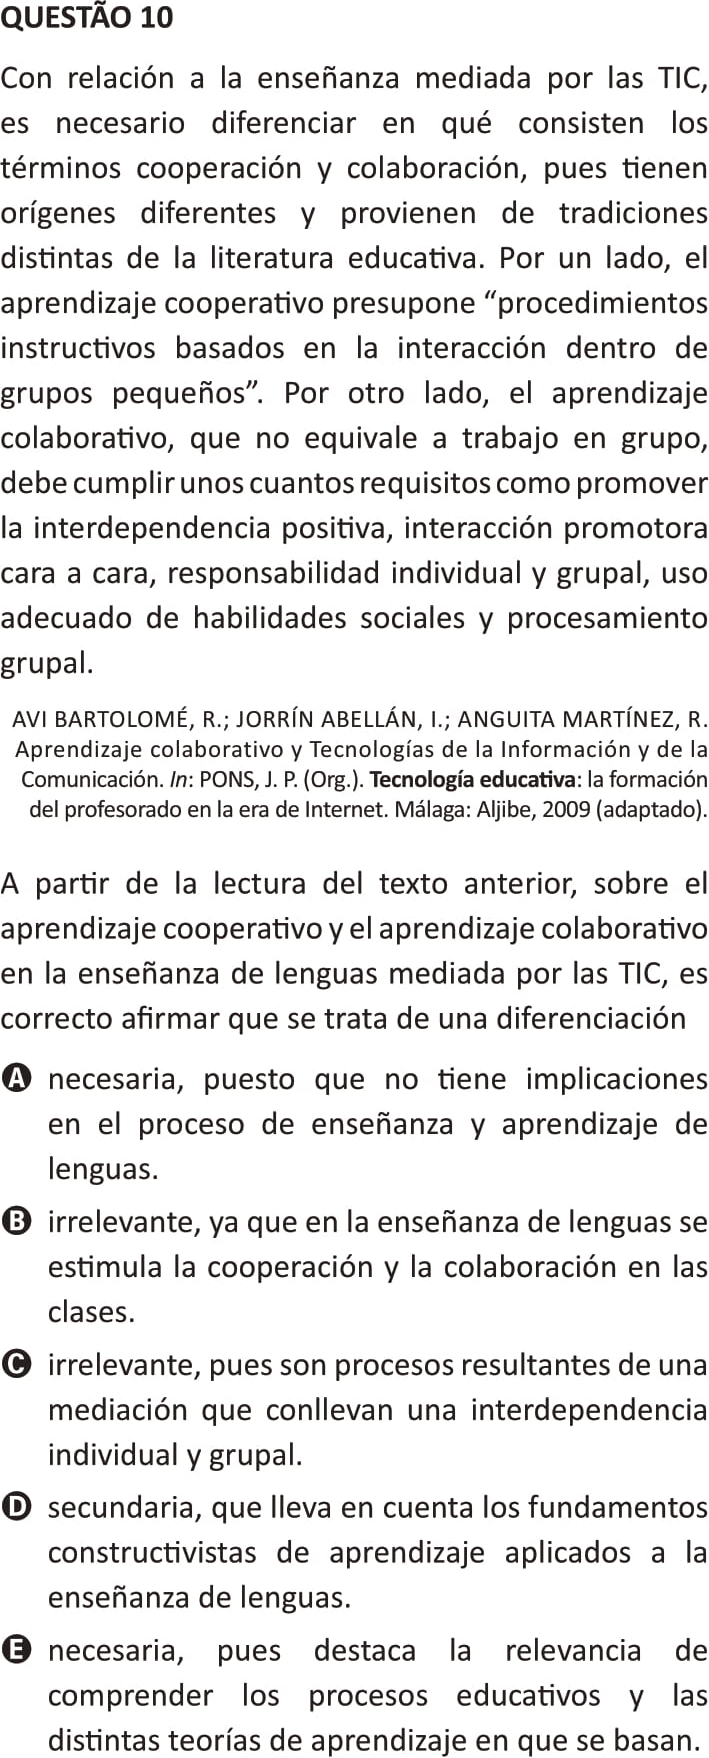 QUESTÃO 10
Con relación a la enseñanza mediada por las TIC,
es necesario diferenciar en qué consisten los
términos cooperación y colaboración, pues tienen
orígenes diferentes y provienen de tradiciones
distintas de la literatura educativa. Por un lado, el
aprendizaje cooperativo presupone “procedimientos
instructivos basados en la interacción dentro de
grupos pequeños”. Por otro lado, el aprendizaje
colaborativo, que no equivale a trabajo en grupo,
debe cumplir unos cuantos requisitos como promover
la interdependencia positiva, interacción promotora
cara a cara, responsabilidad individual y grupal, uso
adecuado de habilidades sociales y procesamiento
grupal.
AVI BARTOLOMÉ, R.; JORRÍN ABELLÁN, I.; ANGUITA MARTÍNEZ, R.
Aprendizaje colaborativo y Tecnologías de la Información y de la
Comunicación. In: PONS, J. P. (Org.). Tecnología educativa: la formación
del profesorado en la era de Internet. Málaga: Aljibe, 2009 (adaptado).
A partir de la lectura del texto anterior, sobre el
aprendizaje cooperativo y el aprendizaje colaborativo
en la enseñanza de lenguas mediada por las TIC, es
correcto afirmar que se trata de una diferenciación
A necesaria, puesto que no tiene implicaciones
en el proceso de enseñanza y aprendizaje de
lenguas.
B irrelevante, ya que en la enseñanza de lenguas se
estimula la cooperación y la colaboración en las
clases.
C irrelevante, pues son procesos resultantes de una
mediación que conllevan una interdependencia
individual y grupal.
D secundaria, que lleva en cuenta los fundamentos
constructivistas de aprendizaje aplicados a la
enseñanza de lenguas.
E necesaria, pues destaca la relevancia de
comprender los procesos educativos y las
distintas teorías de aprendizaje en que se basan.